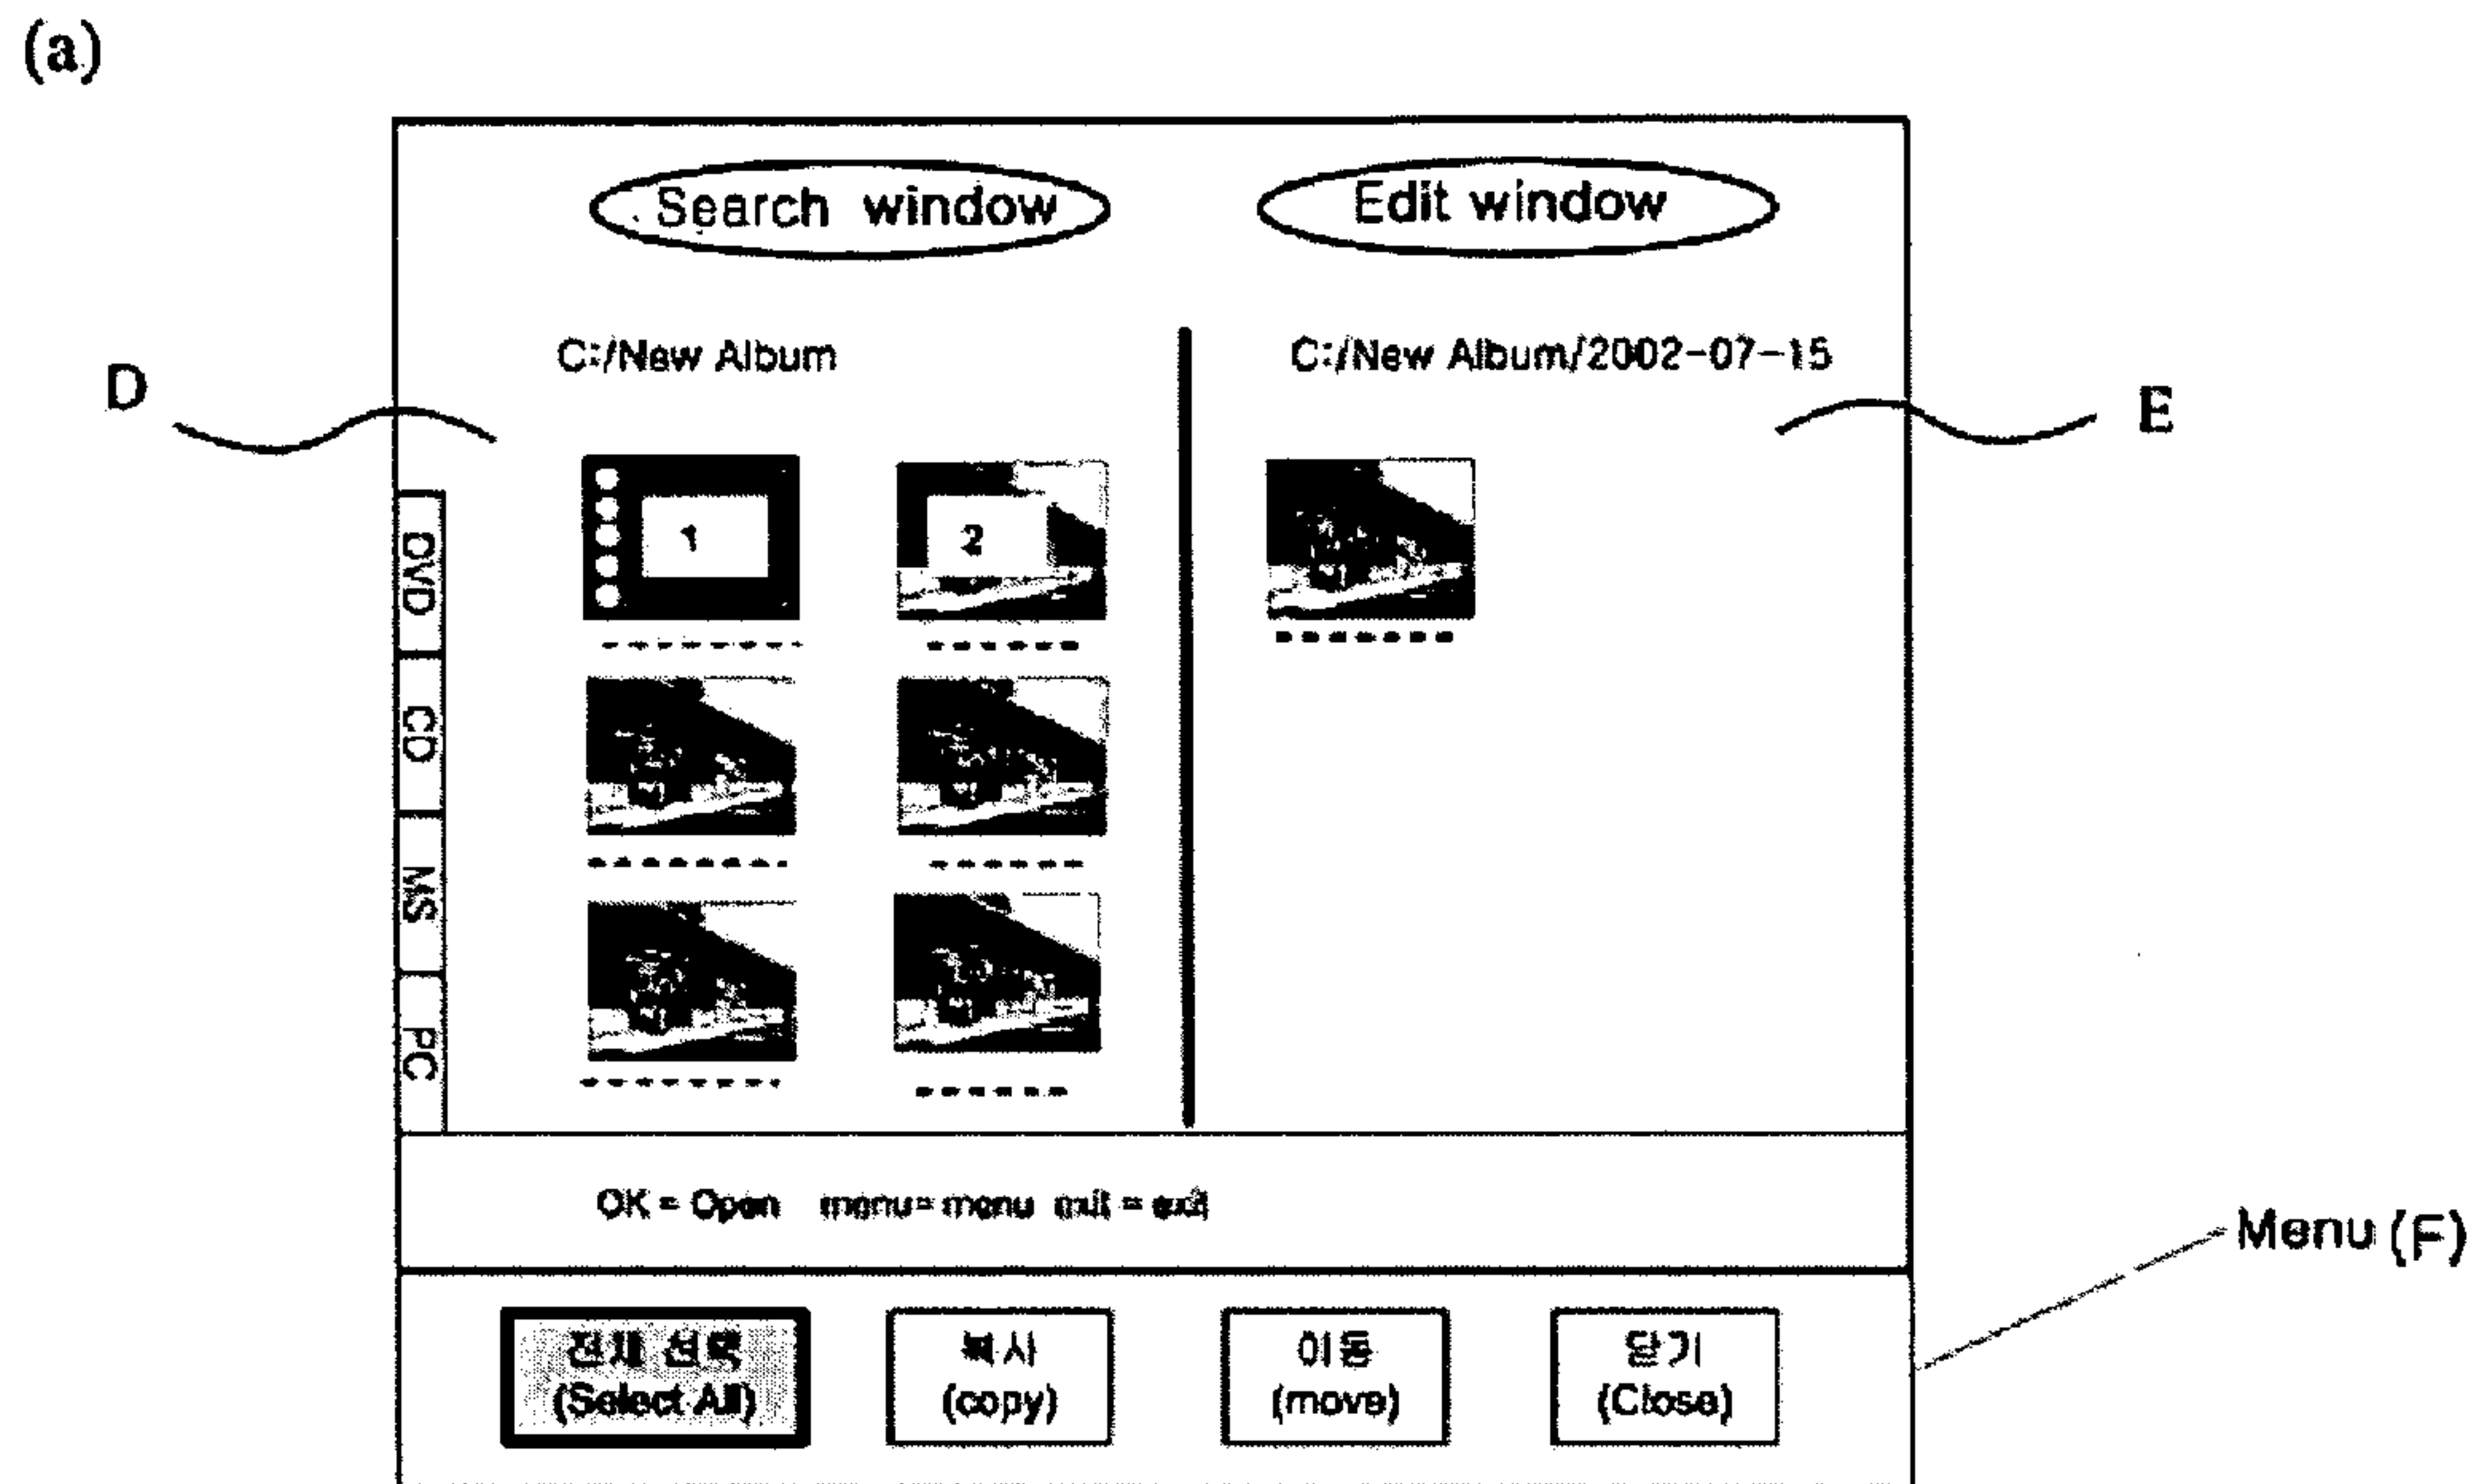 (a)
Search window
Edit window
C:/New Album
C:/New Album/2002-07-15
D
E
1
2
DVD
CD
MS
PC
OK = Open menu = menu exit = exit
Menu (F)
전체 선택
(Select All)
복사
(copy)
이동
(move)
닫기
(Close)